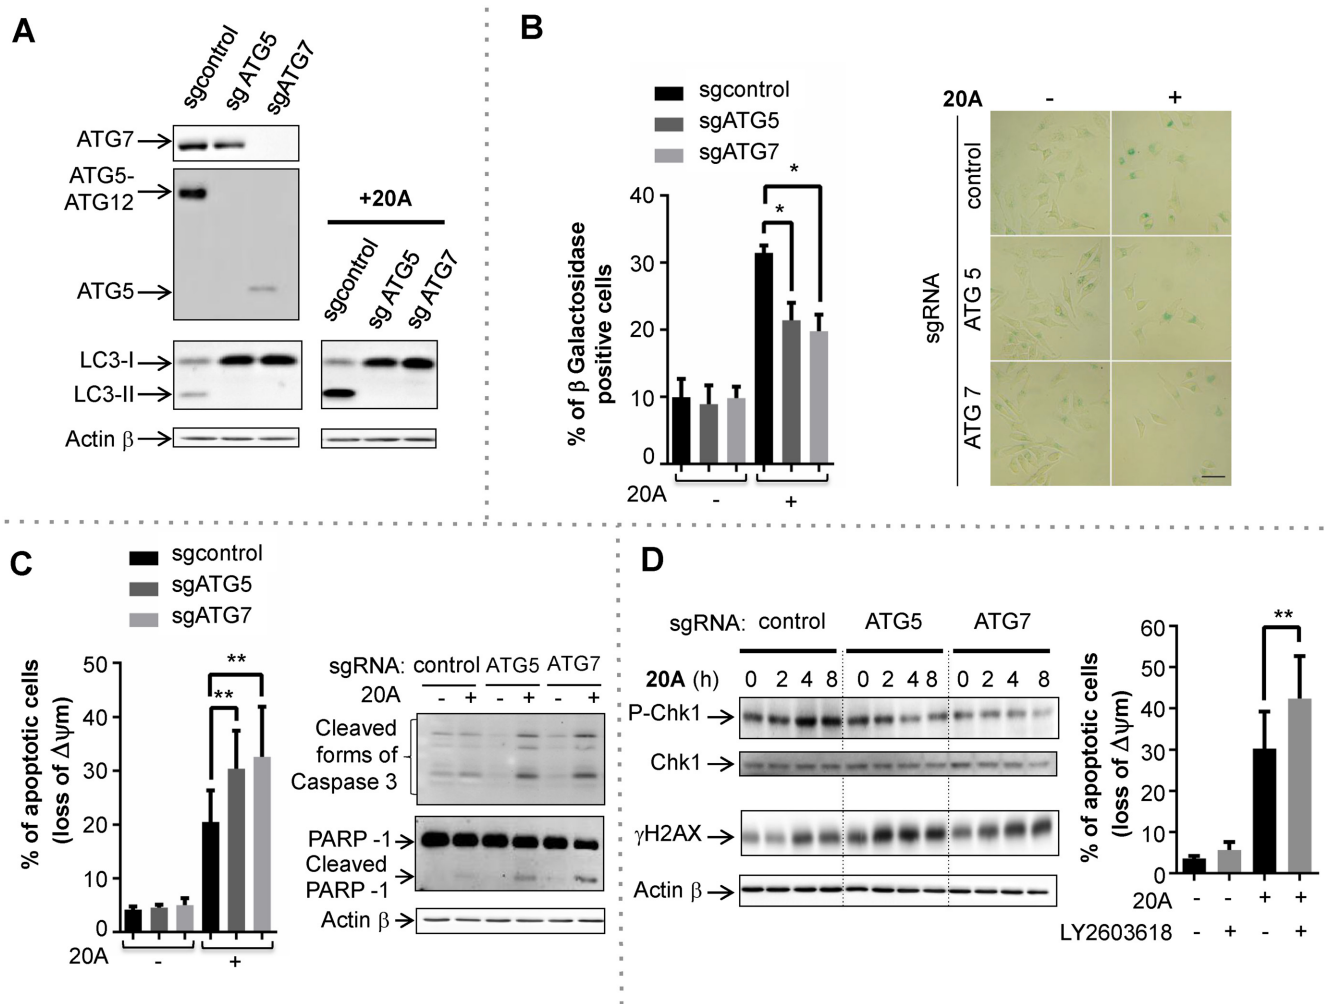 A
sgcontrol
sg ATG5
sgATG7
ATG7
ATG5-
ATG12
ATG5
LC3-I
LC3-II
Actin β
+20A
sgcontrol
sg ATG5
sg ATG7
B
sgcontrol
sgATG5
sgATG7
% of β Galactosidase
positive cells
40
30
20
10
0
*
*
20A
-
+
20A
-
+
sgRNA
control
ATG 5
ATG 7
C
sgcontrol
sgATG5
sgATG7
% of apoptotic cells
(loss of Δψm)
50
40
30
20
10
0
**
**
20A
-
+
sgRNA: control ATG5 ATG7
20A - + - + - +
Cleaved
forms of
Caspase 3
PARP -1
Cleaved
PARP -1
Actin β
D
sgRNA: control ATG5 ATG7
20A (h) 0 2 4 8 0 2 4 8 0 2 4 8
P-Chk1
Chk1
γH2AX
Actin β
% of apoptotic cells
(loss of Δψm)
60
50
40
30
20
10
0
**
20A - - + +
LY2603618 - + - +